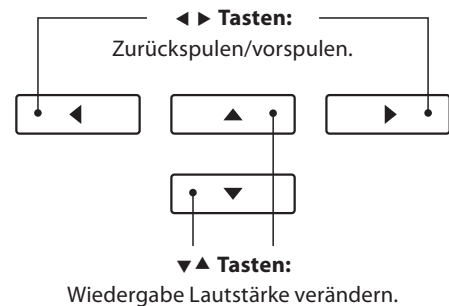 ◀ ▶ Tasten:
Zurückspulen/vorspulen.
◀
▲
▶
▼
▼▲ Tasten:
Wiedergabe Lautstärke verändern.